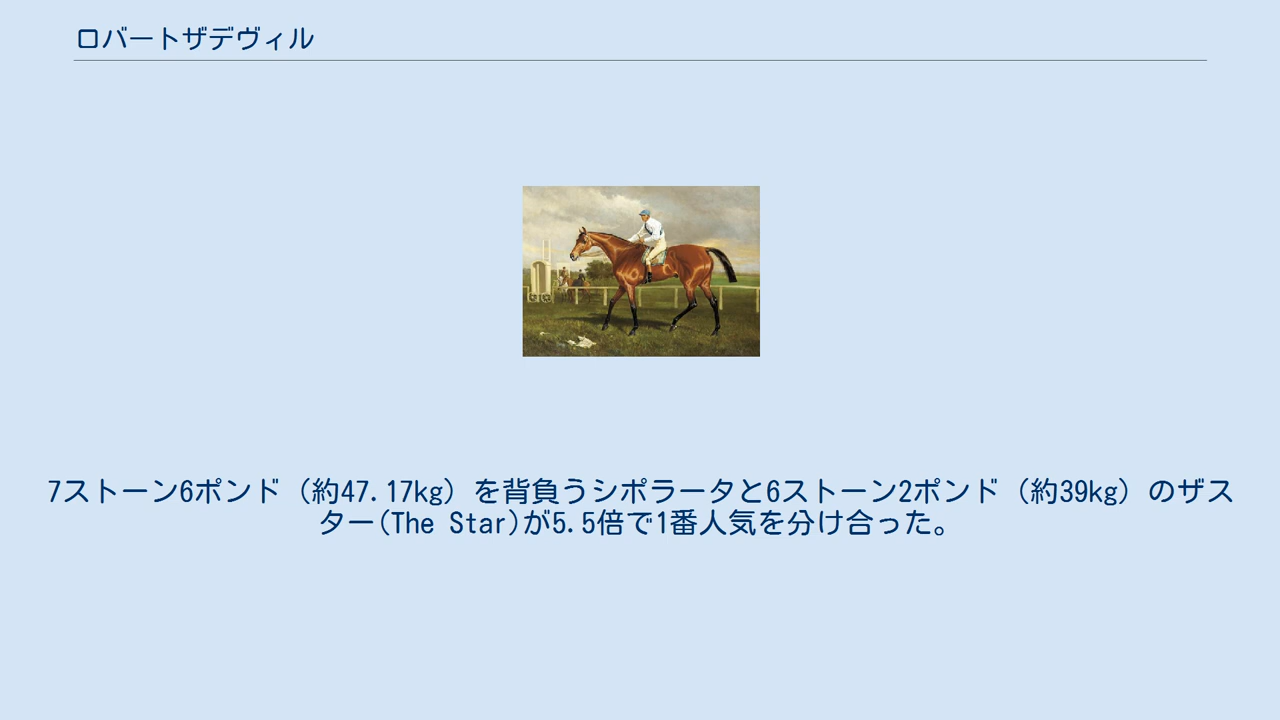 ロバートザデヴィル
7ストーン6ポンド（約47.17kg）を背負うシポラータと6ストーン2ポンド（約39kg）のザス
ター(The Star)が5.5倍で1番人気を分け合った。